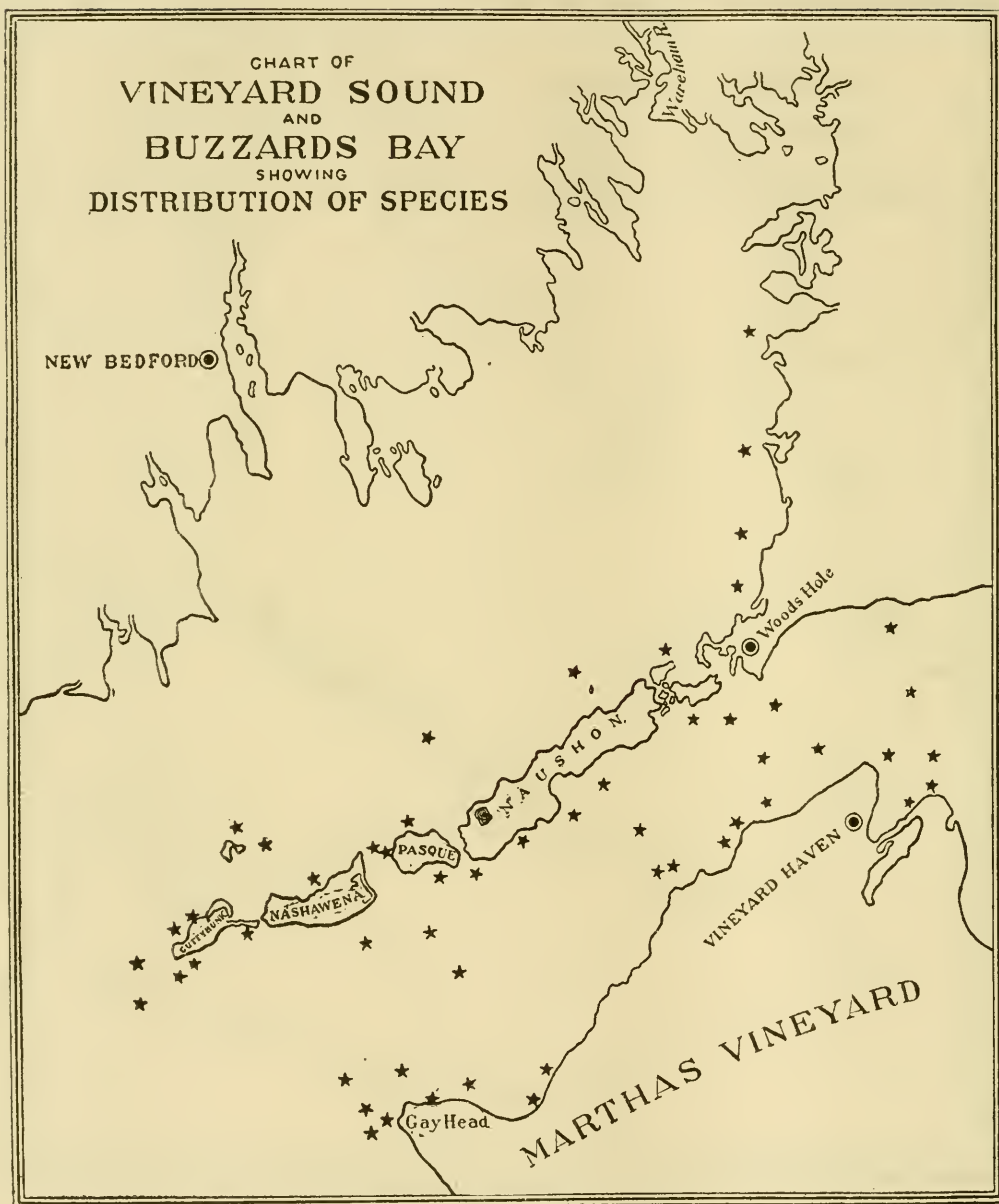 CHART OF
VINEYARD SOUND
AND
BUZZARDS BAY
SHOWING
DISTRIBUTION OF SPECIES
Wareham R.
NEW BEDFORD
Woods Hole
NAUSHON
PASQUE
NASHAWENA
CUTTYHUNK
VINEYARD HAVEN
MARTHAS VINEYARD
Gay Head